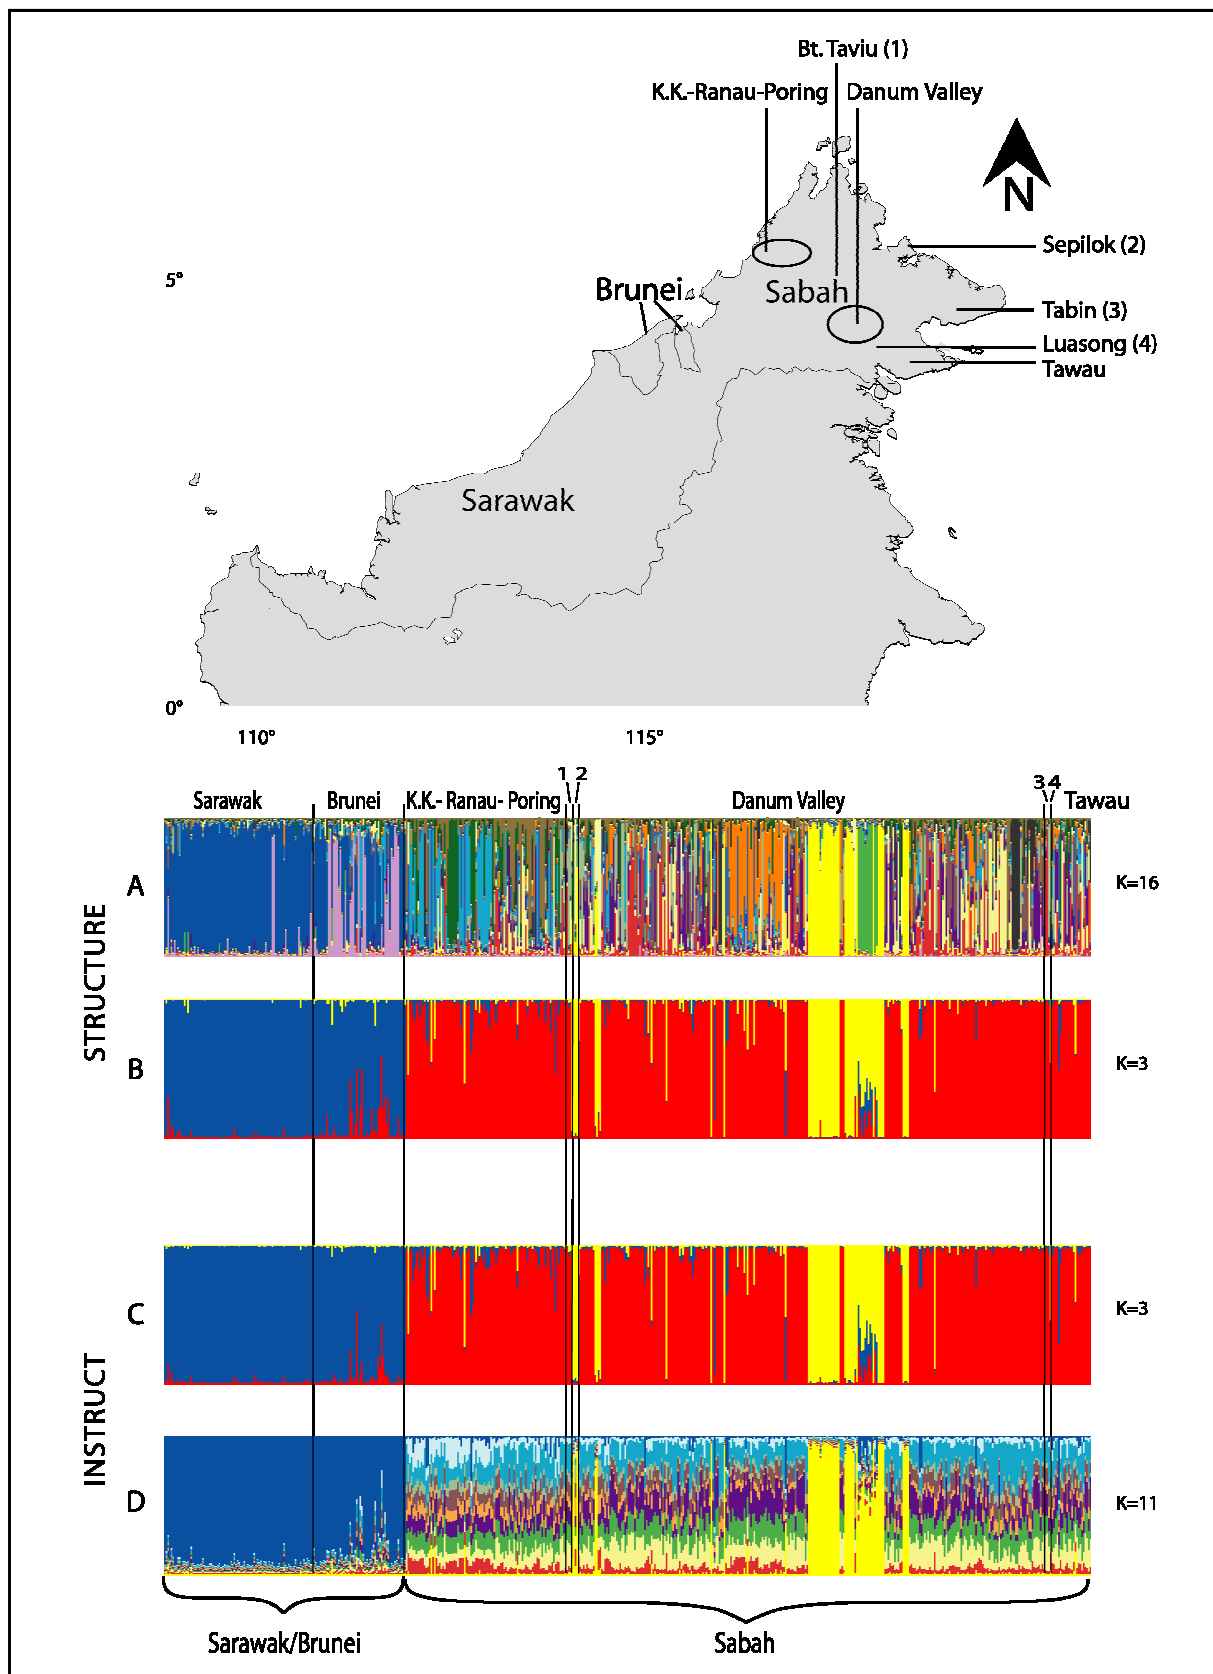 Bt. Taviu (1)
K.K.-Ranau-Poring Danum Valley
N
Sepilok (2)
5°
Brunei
Sabah
Tabin (3)
Luasong (4)
Tawau
Sarawak
0°
110° 115°
1 2 3 4
Sarawak Brunei K.K.- Ranau- Poring Danum Valley Tawau
STRUCTURE
A K=16
B K=3
INSTRUCT
C K=3
D K=11
Sarawak/Brunei Sabah